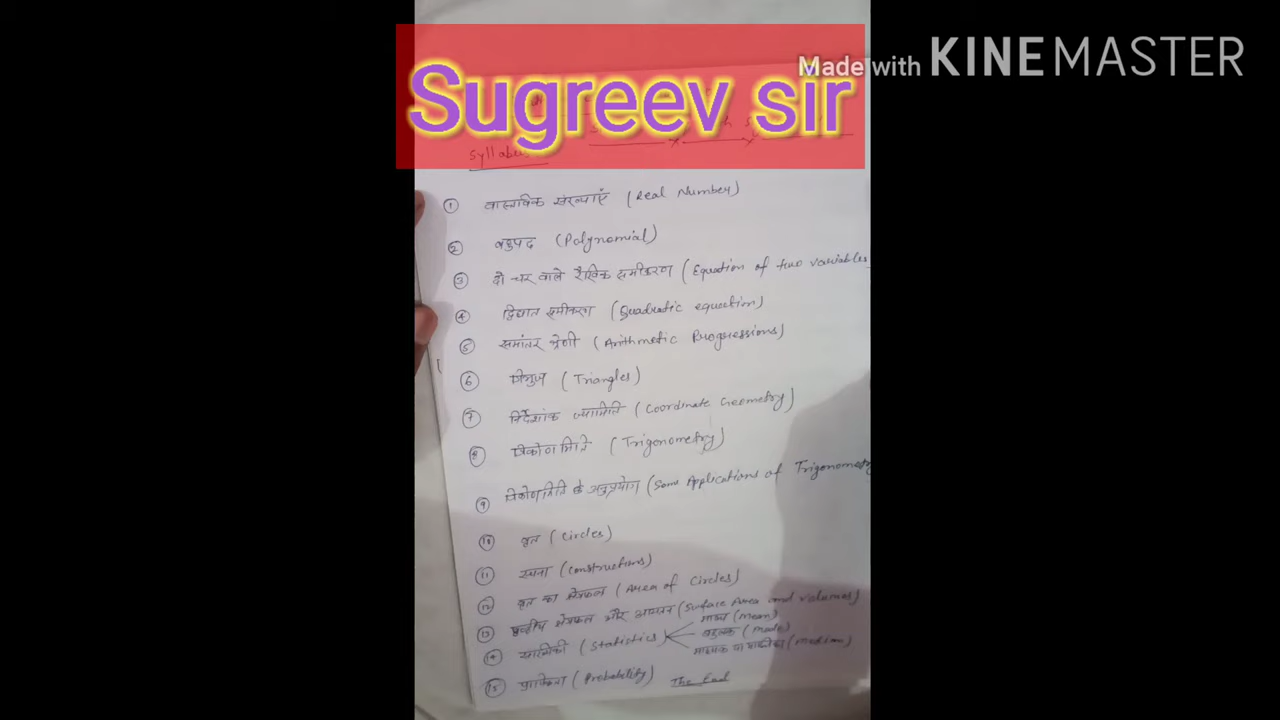 Made with KINEMASTER
Sugreev sir
Syllabus
① वास्तविक संख्याएं (Real Number)
② बहुपद (Polynomial)
③ दो चर वाले रैखिक समीकरण (Equation of two variables
④ द्विघात समीकरण (Quadratic equection)
⑤ समांतर श्रेणी (Arithmetic Progressions)
⑥ त्रिभुज (Triangles)
⑦ निर्देशांक ज्यामिति (Coordinate Geometry)
⑧ त्रिकोणमिति (Trigonometry)
⑨ त्रिकोणमिति के अनुप्रयोग (Some Applications of Trigonometry
⑩ वृत (Circles)
⑪ रचना (Constructions)
⑫ वृत का क्षेत्रफल (Area of Circles)
⑬ पृष्ठीय क्षेत्रफल और आयतन (Surface Area and volumes)
⑭ सांख्यिकी (Statistics)
माध्य (mean)
बहुलक (mode)
माध्यक या माध्यिका (median)
⑮ प्रायिकता (Probability) The End